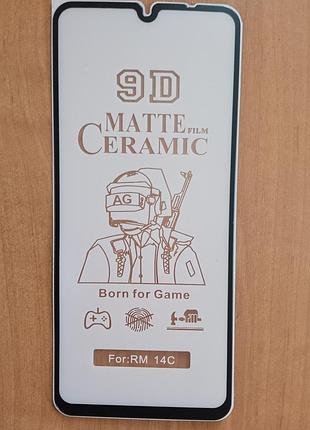 9D
MATTE FILM
CERAMIC
AG
Born for Game
For:RM 14C